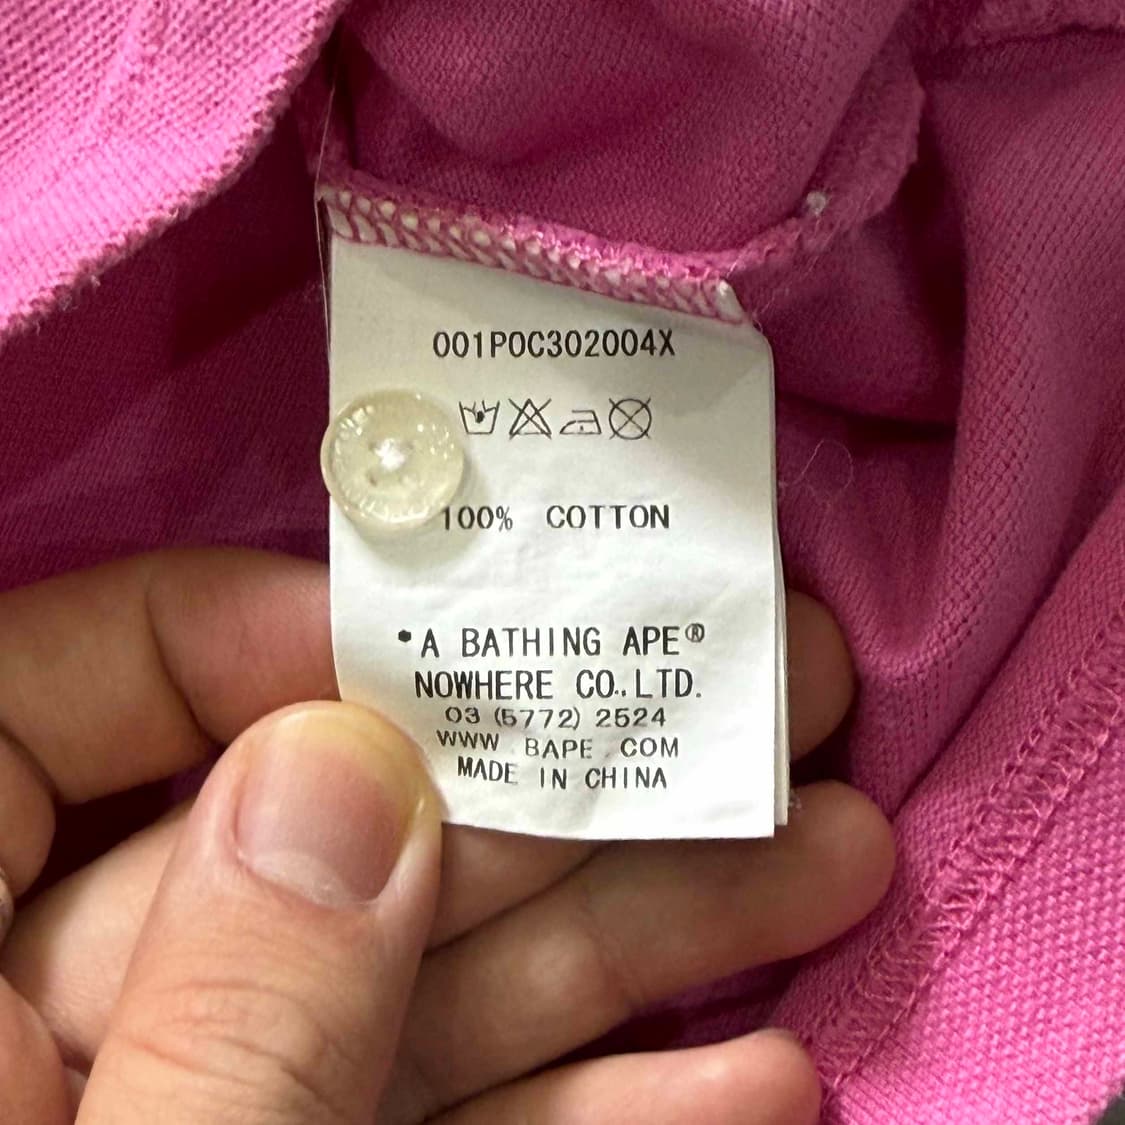 001P0C302004X
100% COTTON
•A BATHING APE®
NOWHERE CO.,LTD.
03 (5772) 2524
WWW . BAPE . COM
MADE IN CHINA